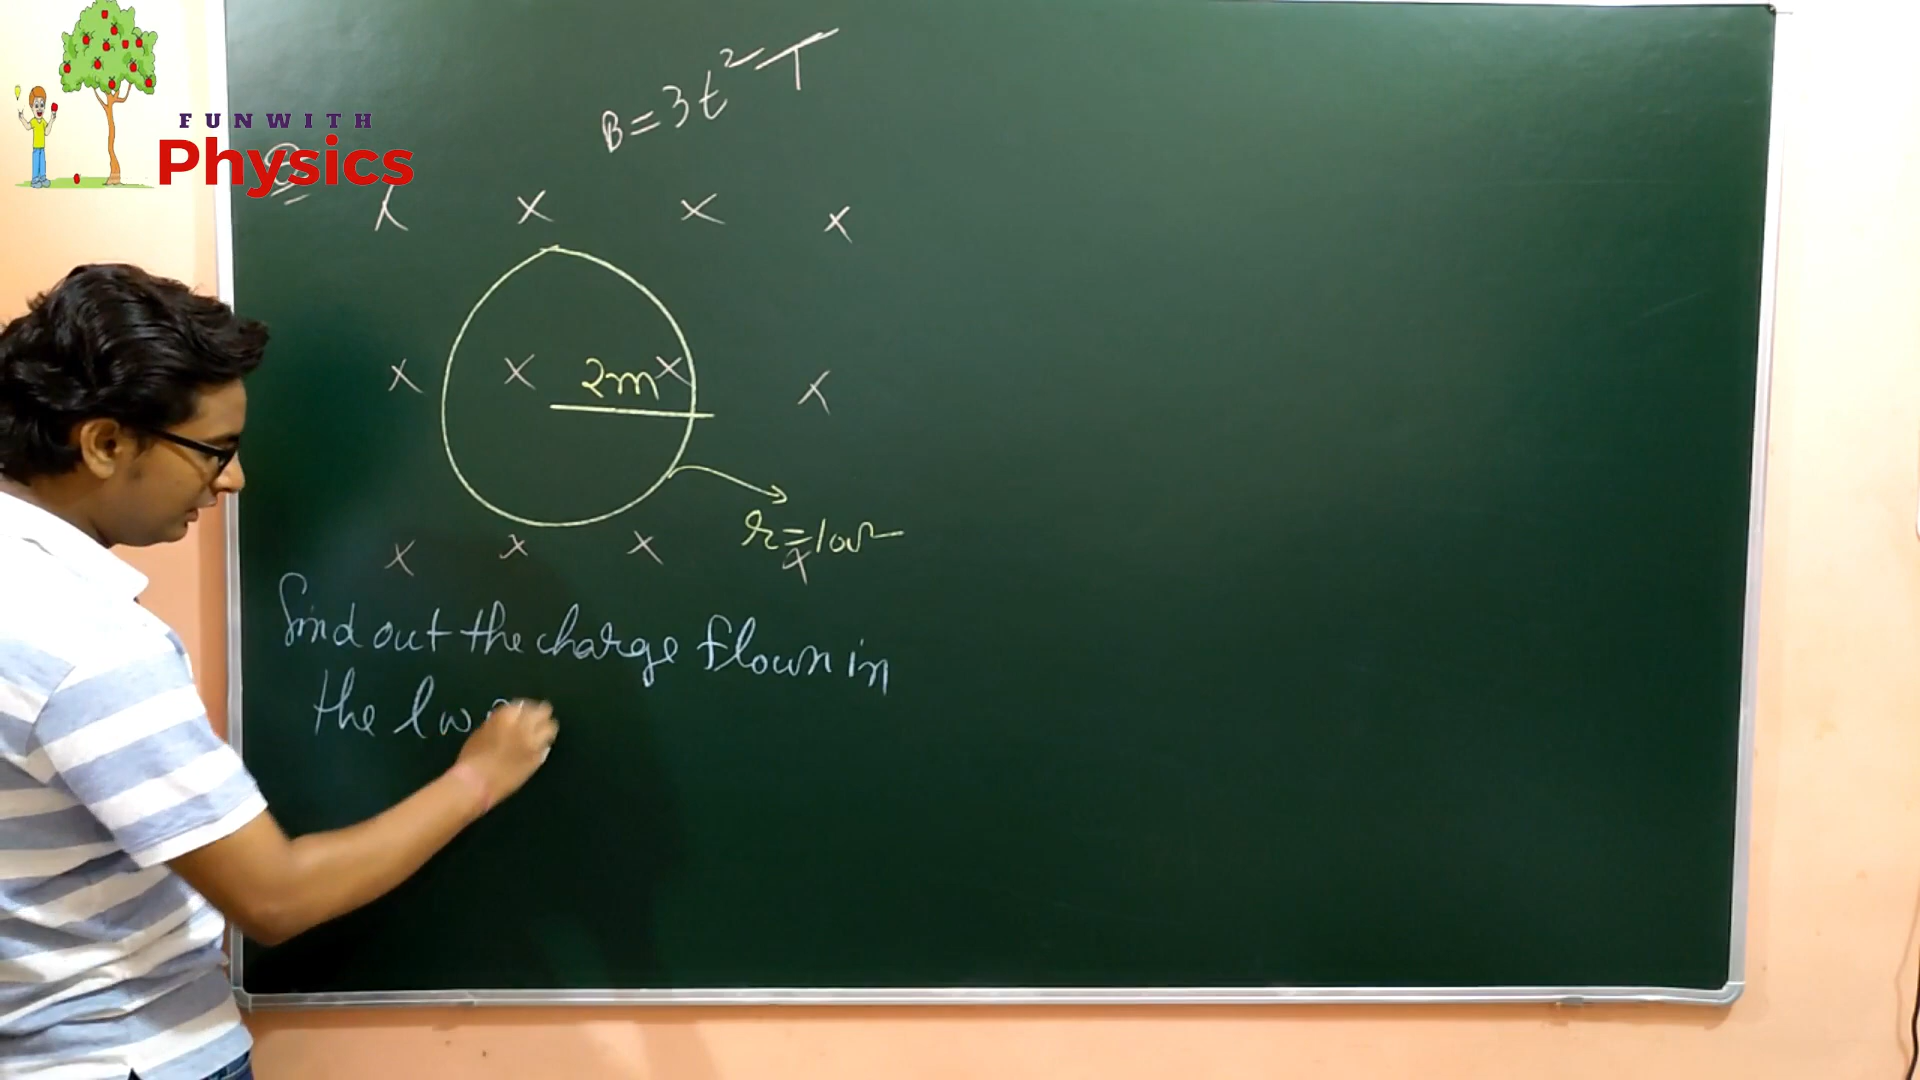 FUN WITH
Physics
B=3t² T
2m
r=10Ω
find out the charge flown in
the